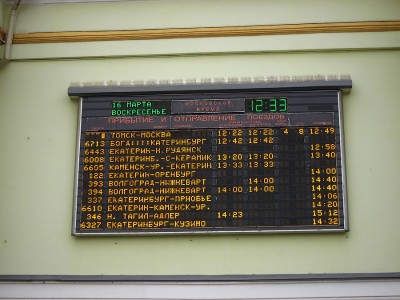 16 МАРТА
ВОСКРЕСЕНЬЕ
МОСКОВСКОЕ ВРЕМЯ
12:33
ПРИБЫТИЕ И ОТПРАВЛЕНИЕ ПОЕЗДОВ
ТОМСК-МОСКВА 12:22 12:22 4 8 12:49
6713 БОГД ЕКАТЕРИНБУРГ 12:42 12:42
6443 ЕКАТЕРИН-Н.РУДЯНСК 12:58
6008 ЕКАТЕРИНБ.-С-КЕРАМИК 13:20 13:20 13:40
6605 КАМЕНСК-УР.-ЕКАТЕРИН 13:33 13:33
122 ЕКАТЕРИН-ОРЕНБУРГ 14:00
393 ВОЛГОГРАД-НИЖНЕВАРТ 14:00 14:40
394 ВОЛГОГРАД-НИЖНЕВАРТ 14:00 14:00 14:40
337 ЕКАТЕРИНБУРГ-ПРИОБЬЕ 14:06
6610 ЕКАТЕРИН-КАМЕНСК-УР. 14:20
346 Н. ТАГИЛ-АДЛЕР 14:23 15:12
6327 ЕКАТЕРИНБУРГ-КУЗИНО 14:32